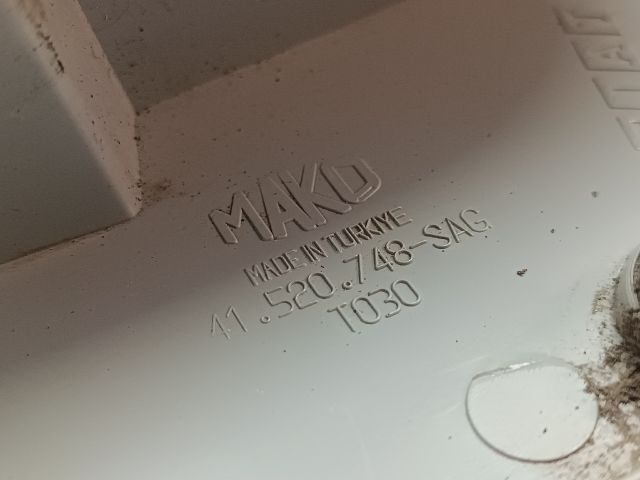 MAKO
MADE IN TURKIYE
41.520.748-SAG
T030